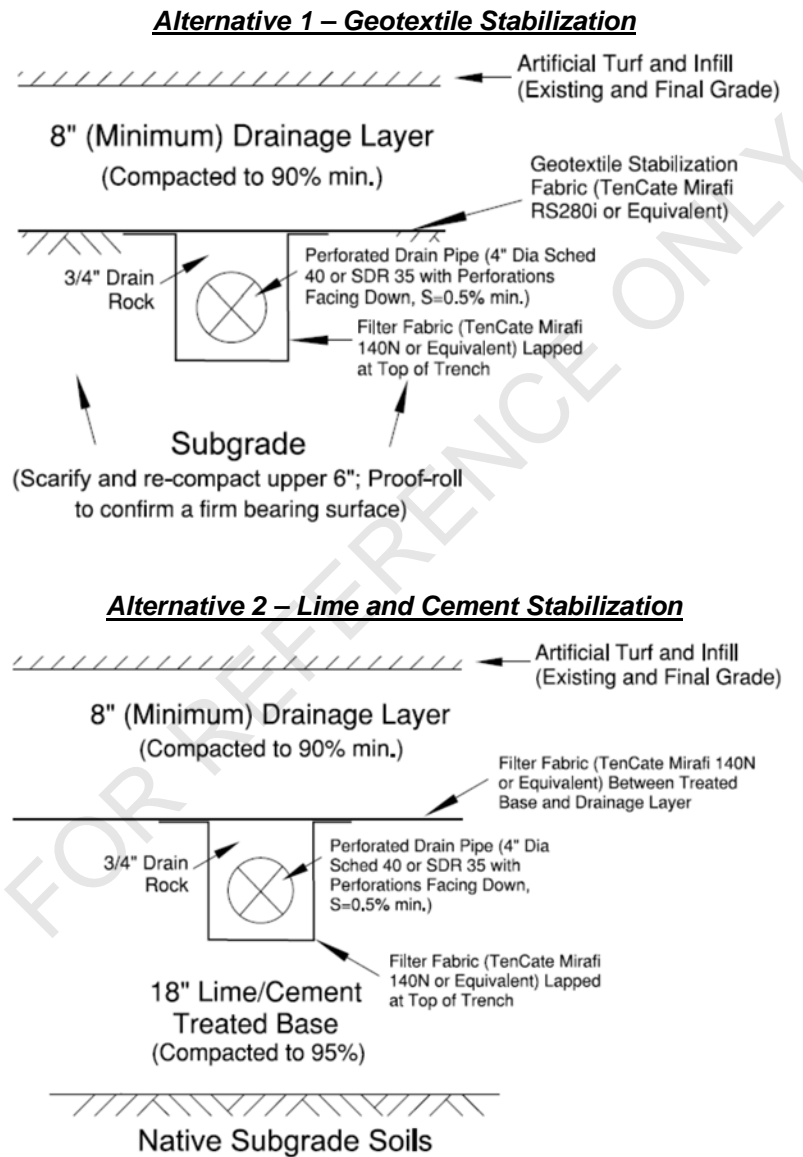 Alternative 1 – Geotextile Stabilization
Artificial Turf and Infill
(Existing and Final Grade)
8" (Minimum) Drainage Layer
(Compacted to 90% min.)
Geotextile Stabilization
Fabric (TenCate Mirafi
RS280i or Equivalent)
3/4" Drain
Rock
Perforated Drain Pipe (4" Dia Sched
40 or SDR 35 with Perforations
Facing Down, S=0.5% min.)
Filter Fabric (TenCate Mirafi
140N or Equivalent) Lapped
at Top of Trench
Subgrade
(Scarify and re-compact upper 6"; Proof-roll
to confirm a firm bearing surface)
Alternative 2 – Lime and Cement Stabilization
Artificial Turf and Infill
(Existing and Final Grade)
8" (Minimum) Drainage Layer
(Compacted to 90% min.)
Filter Fabric (TenCate Mirafi 140N
or Equivalent) Between Treated
Base and Drainage Layer
3/4" Drain
Rock
Perforated Drain Pipe (4" Dia
Sched 40 or SDR 35 with
Perforations Facing Down,
S=0.5% min.)
Filter Fabric (TenCate Mirafi
140N or Equivalent) Lapped
at Top of Trench
18" Lime/Cement
Treated Base
(Compacted to 95%)
Native Subgrade Soils
FOR REFERENCE ONLY